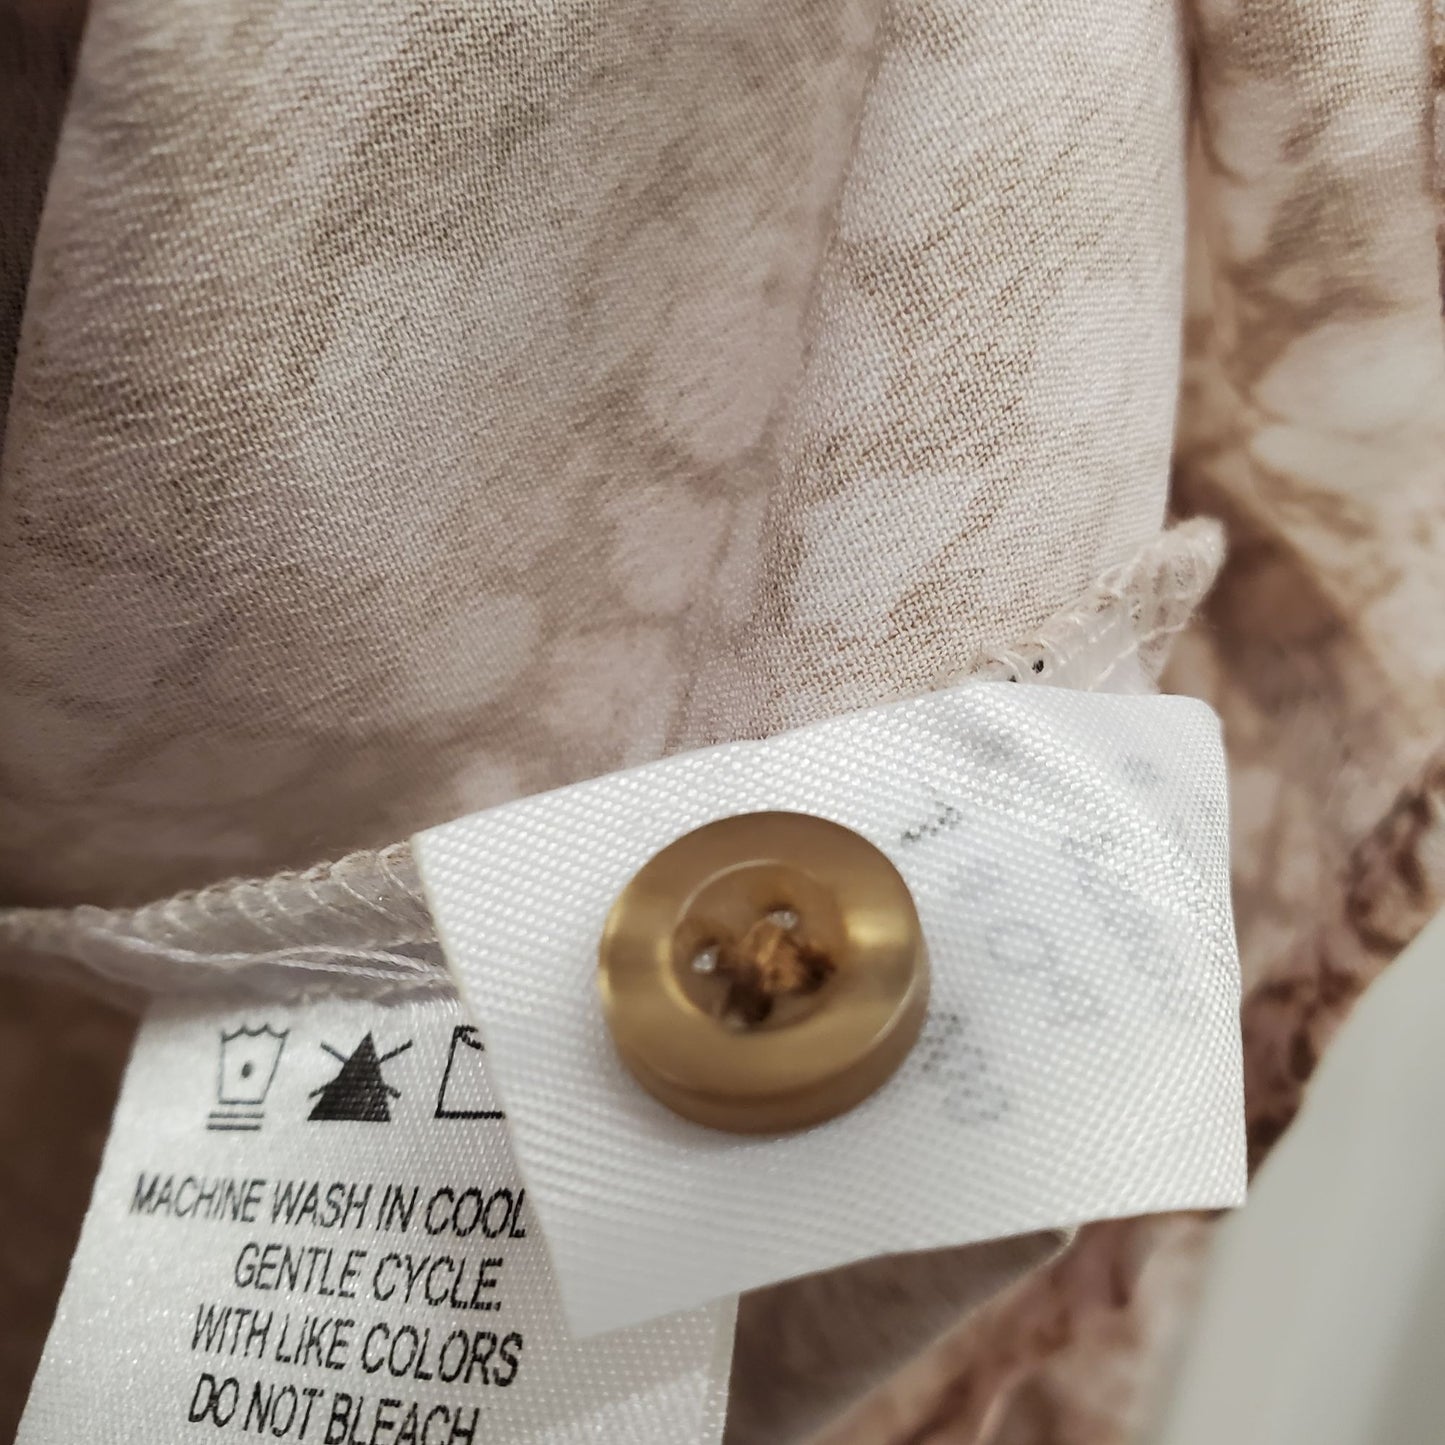 MACHINE WASH IN COOL
GENTLE CYCLE.
WITH LIKE COLORS
DO NOT BLEACH